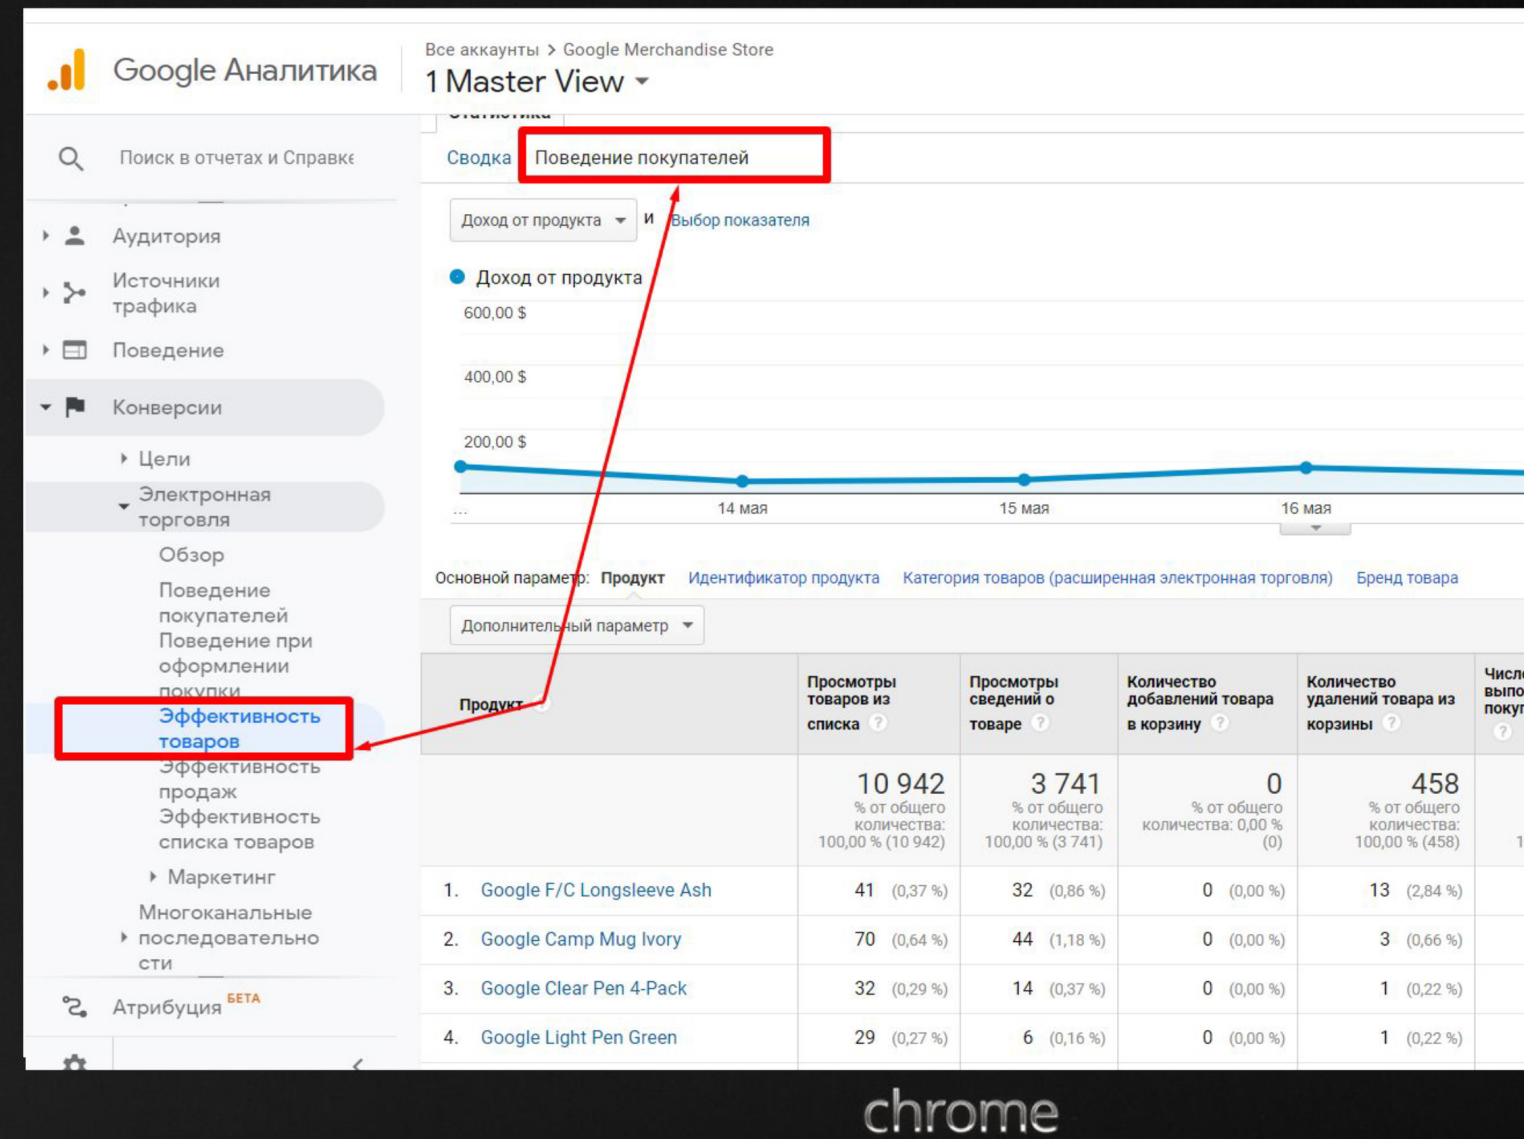 Google Аналитика
Все аккаунты > Google Merchandise Store
1 Master View
Статистика
Поиск в отчетах и Справке
Сводка
Поведение покупателей
Доход от продукта
и
Выбор показателя
Аудитория
Источники
трафика
Поведение
Конверсии
Цели
Электронная
торговля
Обзор
Поведение
покупателей
Поведение при
оформлении
покупки
Эффективность
товаров
Эффективность
продаж
Эффективность
списка товаров
Маркетинг
Многоканальные
последовательно
сти
Атрибуция БЕТА
Доход от продукта
600,00 $
400,00 $
200,00 $
...
14 мая
15 мая
16 мая
Основной параметр: Продукт Идентификатор продукта Категория товаров (расширенная электронная торговля) Бренд товара
Дополнительный параметр
Продукт
Просмотры
товаров из
списка ?
Просмотры
сведений о
товаре ?
Количество
добавлений товара
в корзину ?
Количество
удалений товара из
корзины ?
?
10 942
% от общего
количества:
100,00 % (10 942)
3 741
% от общего
количества:
100,00 % (3 741)
0
% от общего
количества: 0,00 %
(0)
458
% от общего
количества:
100,00 % (458)
1. Google F/C Longsleeve Ash 41 (0,37 %) 32 (0,86 %) 0 (0,00 %) 13 (2,84 %)
2. Google Camp Mug Ivory 70 (0,64 %) 44 (1,18 %) 0 (0,00 %) 3 (0,66 %)
3. Google Clear Pen 4-Pack 32 (0,29 %) 14 (0,37 %) 0 (0,00 %) 1 (0,22 %)
4. Google Light Pen Green 29 (0,27 %) 6 (0,16 %) 0 (0,00 %) 1 (0,22 %)
chrome